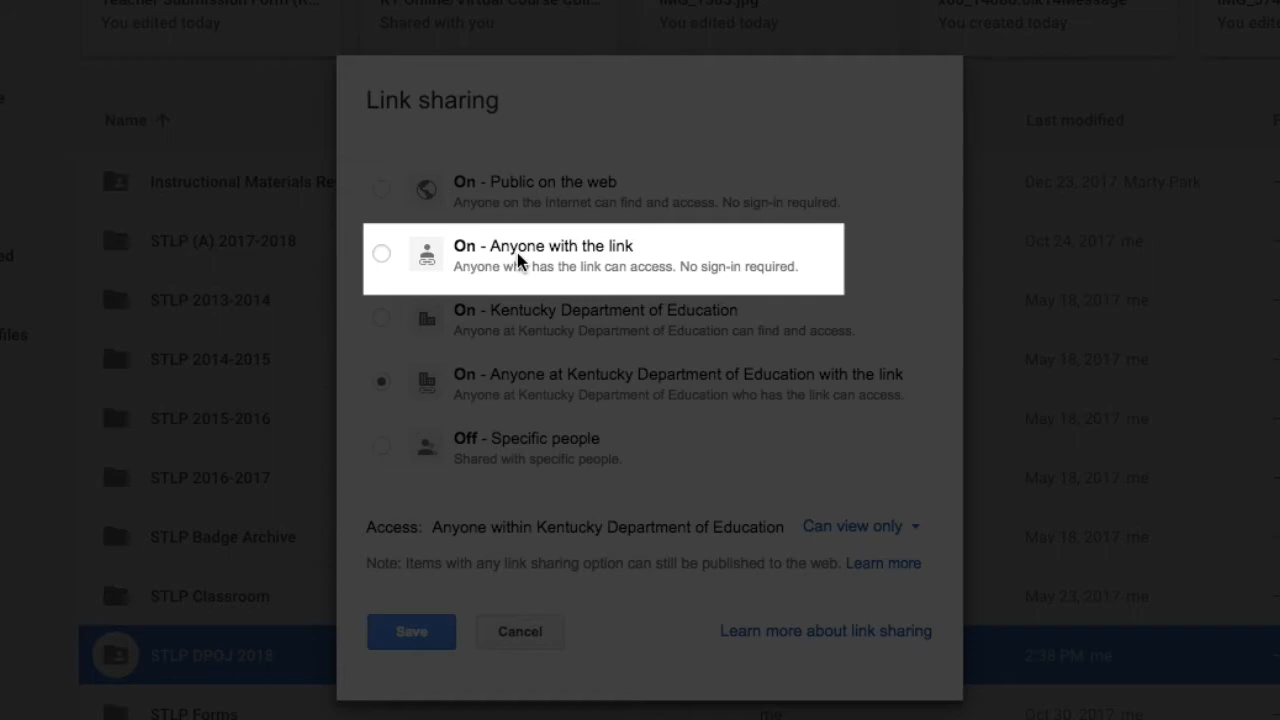 You edited today
Shared with you
You edited today
You created today
Name
Last modified
Link sharing
Instructional Materials Re
Dec 23, 2017 Marty Park
On - Public on the web
Anyone on the Internet can find and access. No sign-in required.
STLP (A) 2017-2018
Oct 24, 2017 me
On - Anyone with the link
Anyone who has the link can access. No sign-in required.
STLP 2013-2014
May 18, 2017 me
On - Kentucky Department of Education
Anyone at Kentucky Department of Education can find and access.
files
STLP 2014-2015
May 18, 2017 me
On - Anyone at Kentucky Department of Education with the link
Anyone at Kentucky Department of Education who has the link can access.
STLP 2015-2016
May 18, 2017 me
Off - Specific people
Shared with specific people.
STLP 2016-2017
May 18, 2017 me
Access: Anyone within Kentucky Department of Education Can view only
STLP Badge Archive
May 18, 2017 me
Note: Items with any link sharing option can still be published to the web. Learn more
STLP Classroom
May 23, 2017 me
Save
Cancel
Learn more about link sharing
STLP DPOJ 2018
2:38 PM me
STLP Forms
me
Oct 30, 2017 me